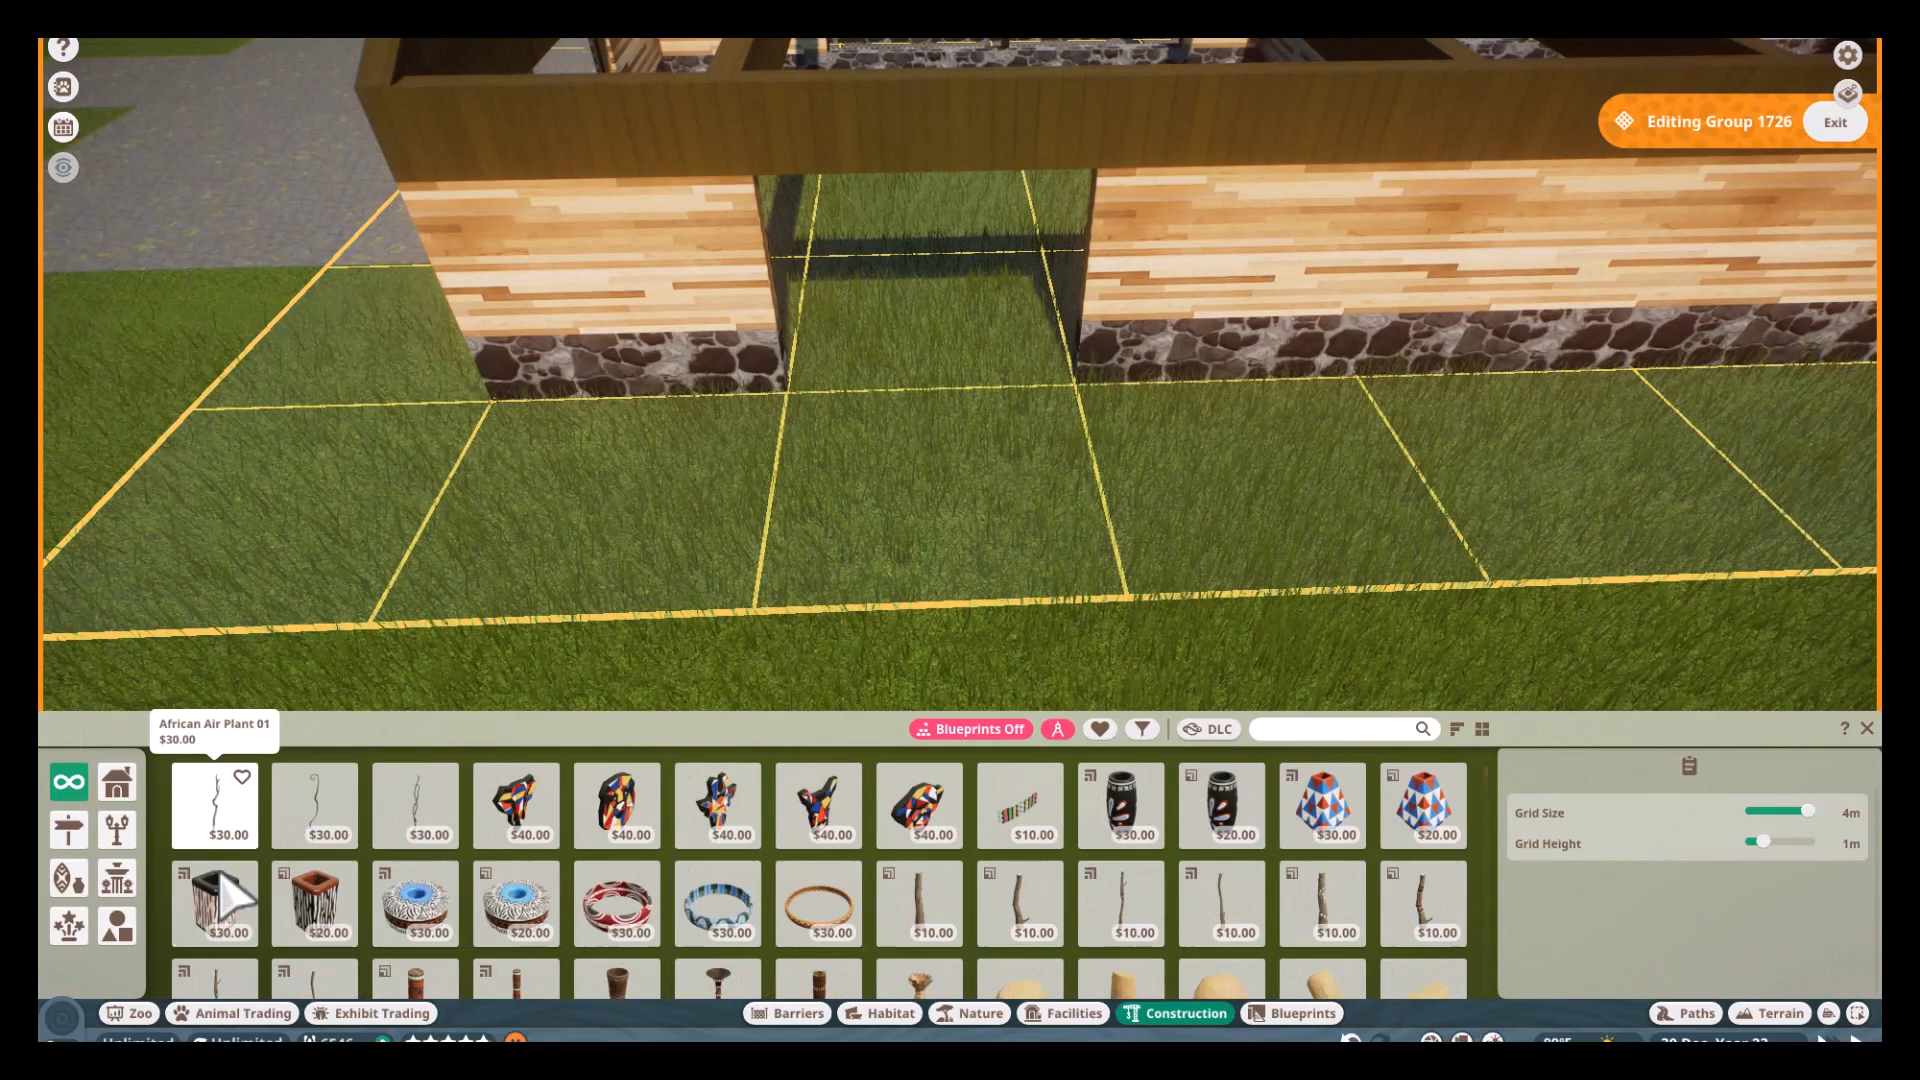 ?
Editing Group 1726
Exit
African Air Plant 01
$30.00
Blueprints Off
DLC
?
$30.00
$30.00
$30.00
$40.00
$40.00
$40.00
$40.00
$40.00
$10.00
$30.00
$20.00
$30.00
$20.00
Grid Size
4m
Grid Height
1m
$30.00
$20.00
$30.00
$20.00
$30.00
$30.00
$30.00
$10.00
$10.00
$10.00
$10.00
$10.00
$10.00
Zoo
Animal Trading
Exhibit Trading
Barriers
Habitat
Nature
Facilities
Construction
Blueprints
Paths
Terrain
Unlimited
Unlimited